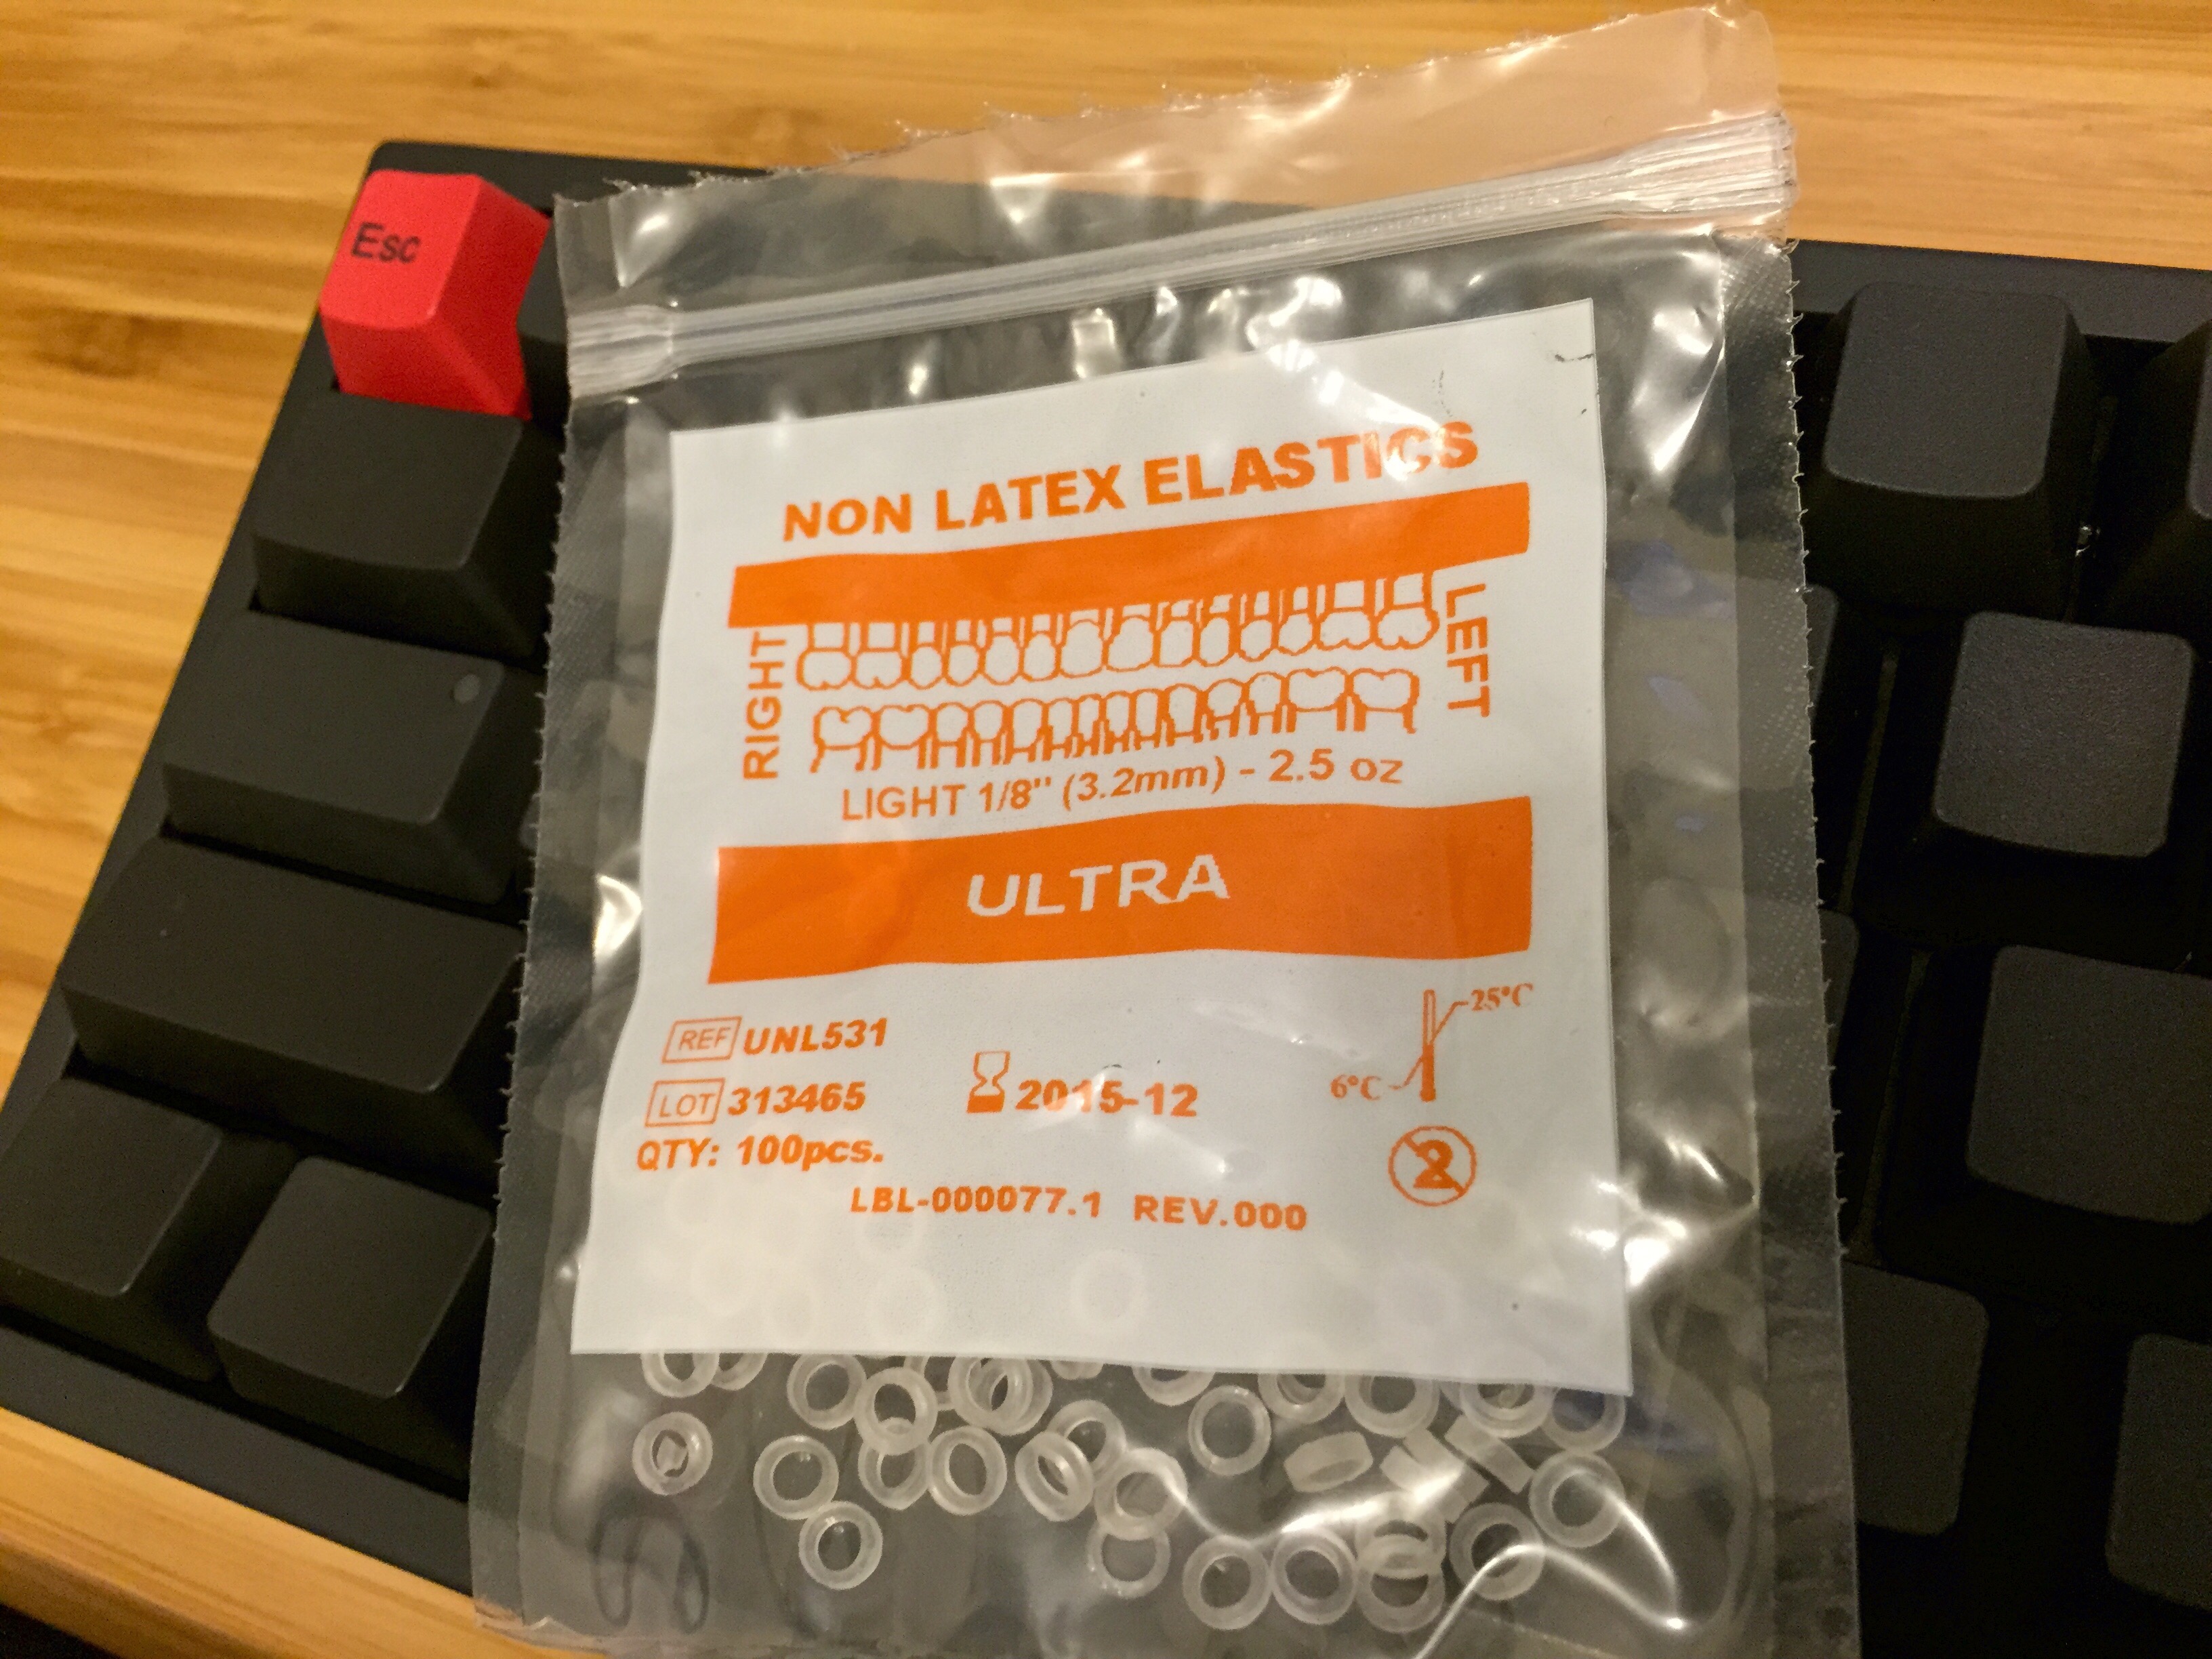 Esc
NON LATEX ELASTICS
RIGHT
LEFT
LIGHT 1/8" (3.2mm) - 2.5 oz
ULTRA
REF UNL531
25°C
6°C
LOT 313465
2015-12
QTY: 100pcs.
2
LBL-000077.1 REV.000